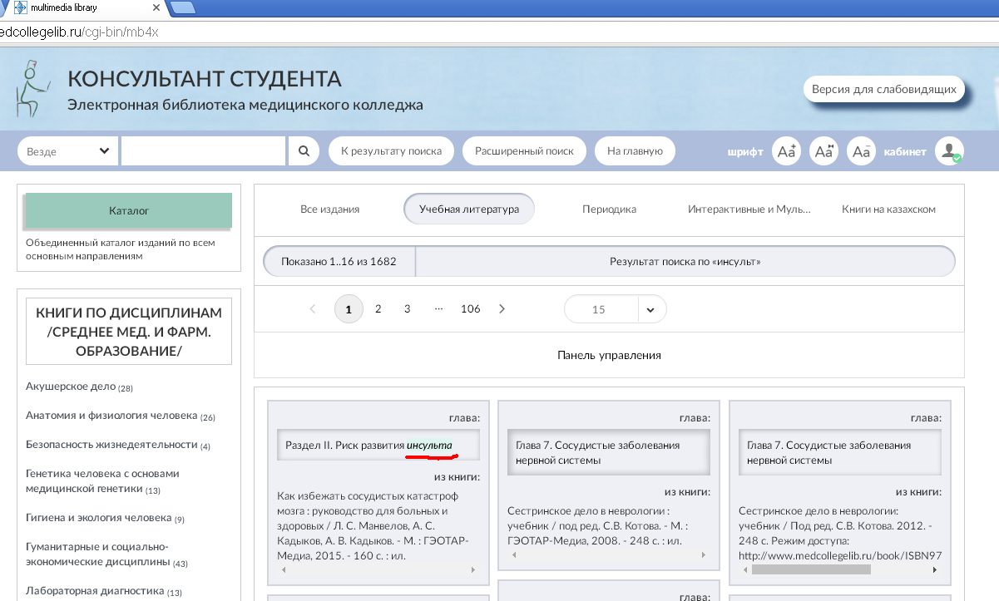 multimedia library
edcollegelib.ru/cgi-bin/mb4x
КОНСУЛЬТАНТ СТУДЕНТА
Электронная библиотека медицинского колледжа
Версия для слабовидящих
Везде
К результату поиска
Расширенный поиск
На главную
шрифт
Aa+
Aa
Aa-
кабинет
Каталог
Объединенный каталог изданий по всем
основным направлениям
КНИГИ ПО ДИСЦИПЛИНАМ
/СРЕДНЕЕ МЕД. И ФАРМ.
ОБРАЗОВАНИЕ/
Акушерское дело (28)
Анатомия и физиология человека (26)
Безопасность жизнедеятельности (4)
Генетика человека с основами
медицинской генетики (13)
Гигиена и экология человека (9)
Гуманитарные и социально-
экономические дисциплины (43)
Лабораторная диагностика (13)
Все издания
Учебная литература
Периодика
Интерактивные и Муль...
Книги на казахском
Показано 1..16 из 1682
Результат поиска по «инсульт»
1 2 3 ... 106
15
Панель управления
глава:
Раздел II. Риск развития инсульта
из книги:
Как избежать сосудистых катастроф
мозга : руководство для больных и
здоровых / Л. С. Манвелов, А. С.
Кадыков, А. В. Кадыков. - М. : ГЭОТАР-
Медиа, 2015. - 160 с. : ил.
глава:
Глава 7. Сосудистые заболевания
нервной системы
из книги:
Сестринское дело в неврологии :
учебник / под ред. С.В. Котова. - М. :
ГЭОТАР-Медиа, 2008. - 248 с. : ил.
глава:
глава:
Глава 7. Сосудистые заболевания
нервной системы
из книги:
Сестринское дело в неврологии:
учебник / Под ред. С.В. Котова. 2012. -
248 с. Режим доступа:
http://www.medcollegelib.ru/book/ISBN97